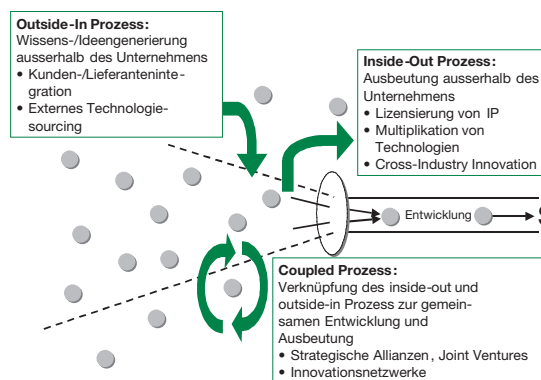 Outside-In Prozess:
Wissens-/Ideengenerierung
ausserhalb des Unternehmens
• Kunden-/Lieferanteninte-
gration
• Externes Technologie-
sourcing
Inside-Out Prozess:
Ausbeutung ausserhalb des
Unternehmens
• Lizensierung von IP
• Multiplikation von
Technologien
• Cross-Industry Innovation
Entwicklung
Coupled Prozess:
Verknüpfung des inside-out und
outside-in Prozess zur gemein-
samen Entwicklung und
Ausbeutung
• Strategische Allianzen, Joint Ventures
• Innovationsnetzwerke